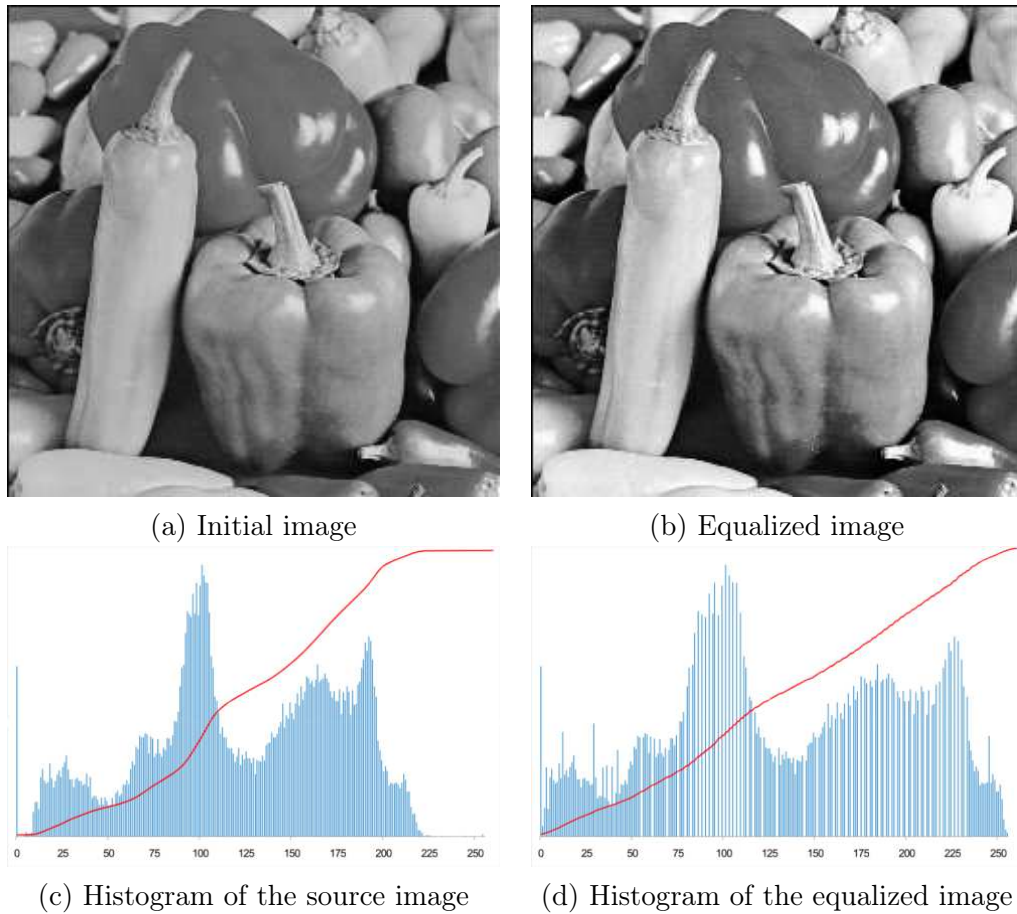 (a) Initial image
(b) Equalized image
0 25 50 75 100 125 150 175 200 225 250
0 25 50 75 100 125 150 175 200 225 250
(c) Histogram of the source image
(d) Histogram of the equalized image